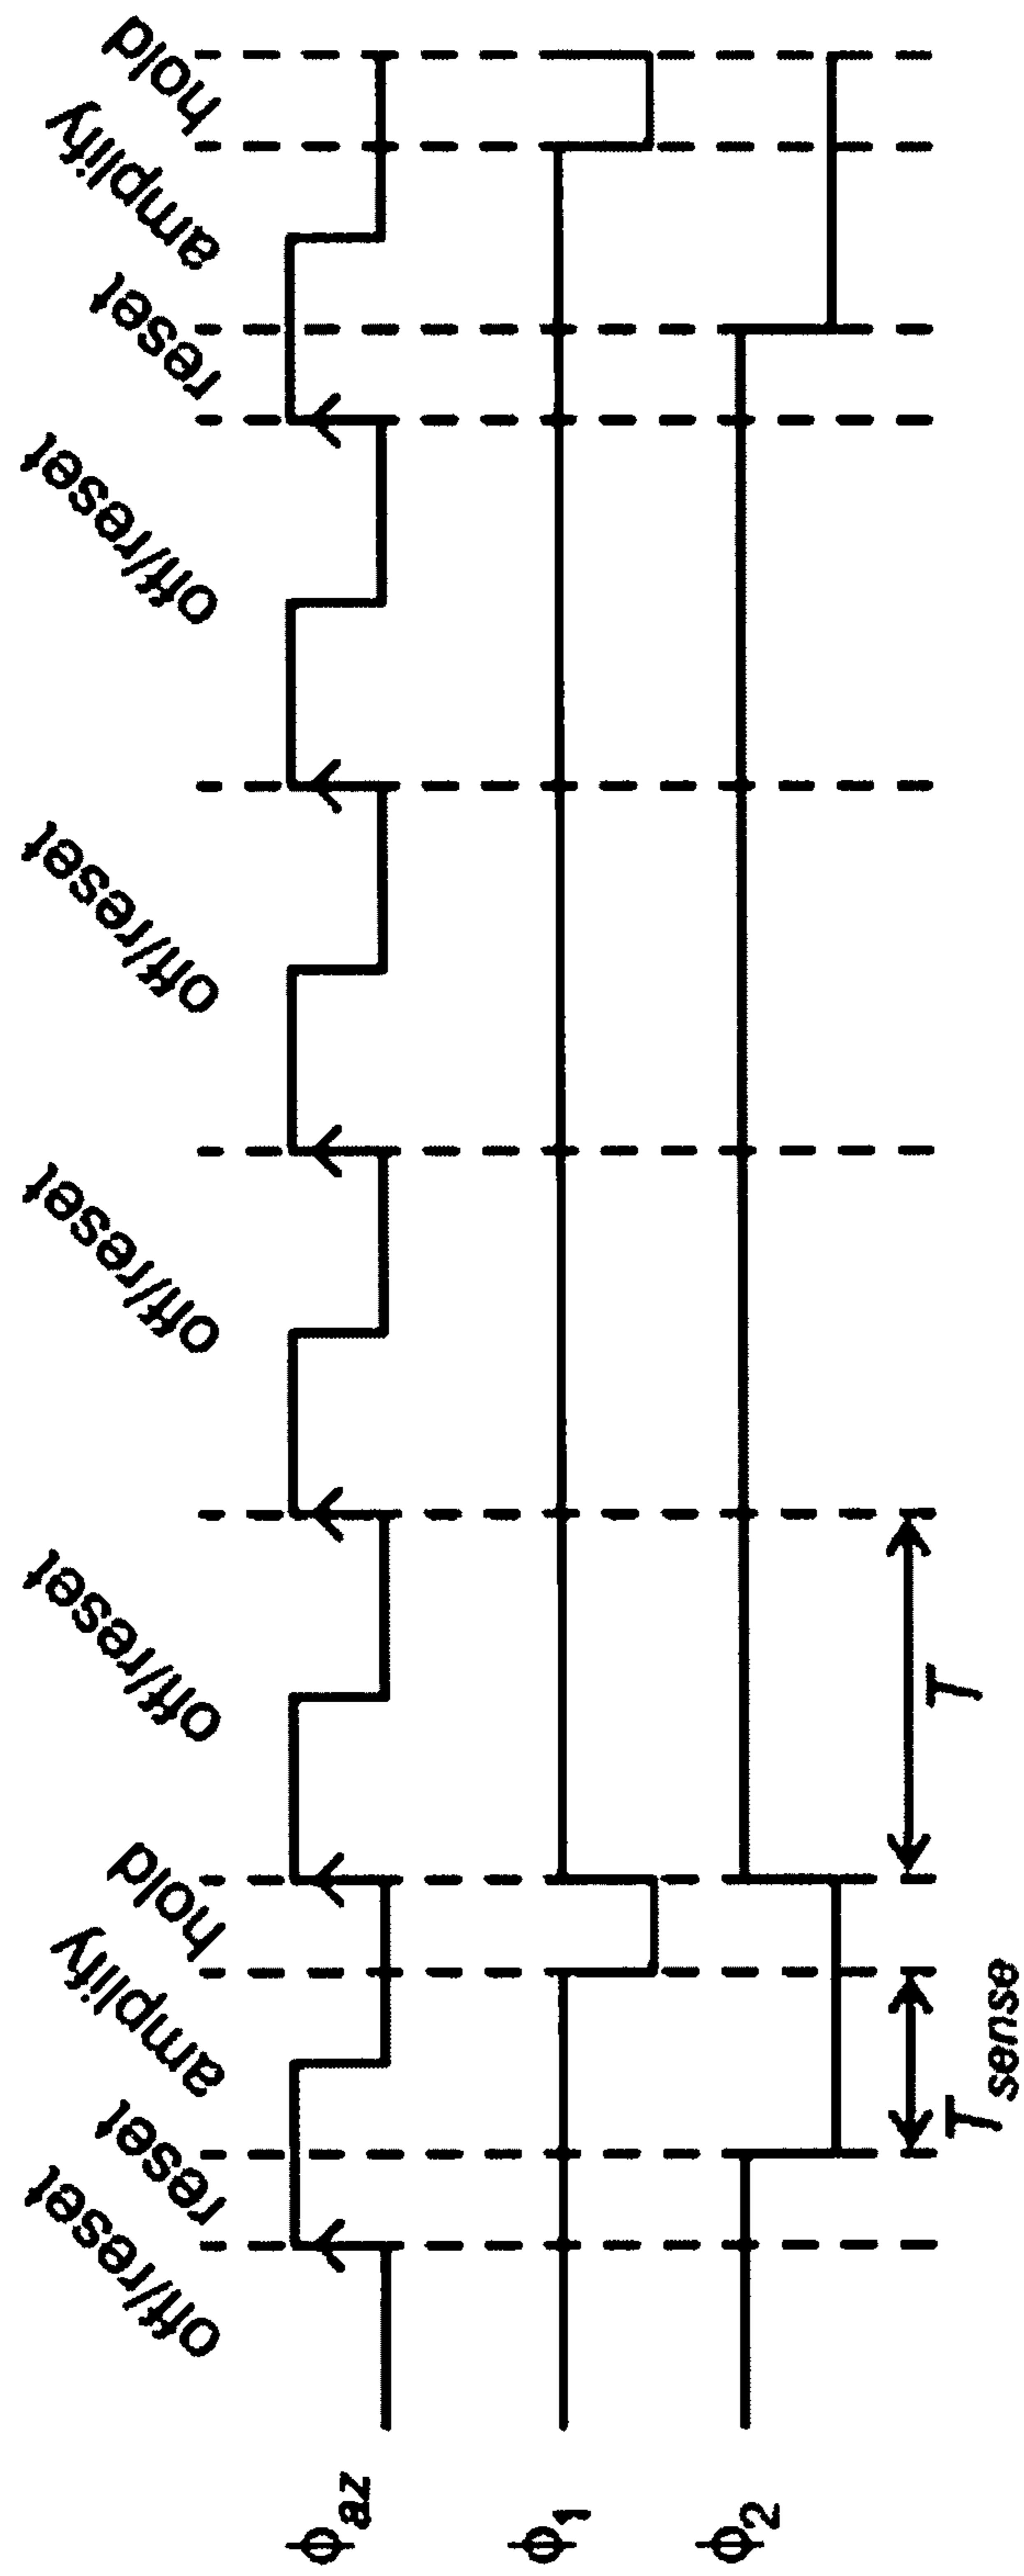 off/reset
reset
amplify
hold
off/reset
off/reset
off/reset
off/reset
reset
amplify
hold
ϕaz
ϕ1
ϕ2
Tsense
T